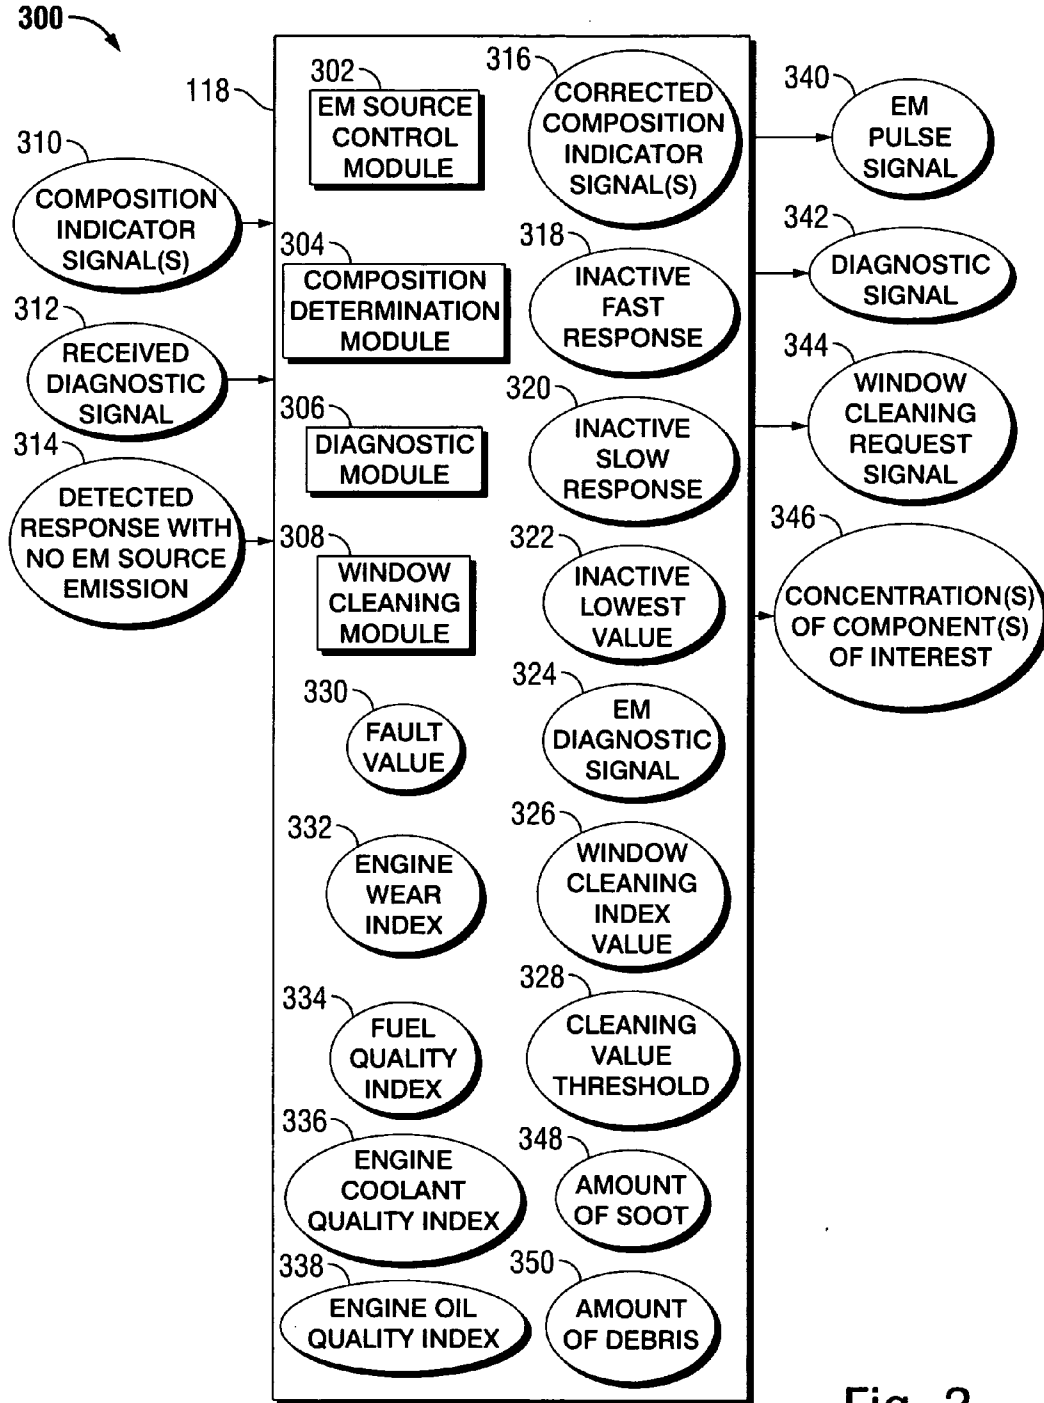 300
118
310
COMPOSITION
INDICATOR
SIGNAL(S)
312
RECEIVED
DIAGNOSTIC
SIGNAL
314
DETECTED
RESPONSE WITH
NO EM SOURCE
EMISSION
302
EM SOURCE
CONTROL
MODULE
304
COMPOSITION
DETERMINATION
MODULE
306
DIAGNOSTIC
MODULE
308
WINDOW
CLEANING
MODULE
330
FAULT
VALUE
332
ENGINE
WEAR
INDEX
334
FUEL
QUALITY
INDEX
336
ENGINE
COOLANT
QUALITY INDEX
338
ENGINE OIL
QUALITY INDEX
316
CORRECTED
COMPOSITION
INDICATOR
SIGNAL(S)
318
INACTIVE
FAST
RESPONSE
320
INACTIVE
SLOW
RESPONSE
322
INACTIVE
LOWEST
VALUE
324
EM
DIAGNOSTIC
SIGNAL
326
WINDOW
CLEANING
INDEX
VALUE
328
CLEANING
VALUE
THRESHOLD
348
AMOUNT
OF SOOT
350
AMOUNT
OF DEBRIS
340
EM
PULSE
SIGNAL
342
DIAGNOSTIC
SIGNAL
344
WINDOW
CLEANING
REQUEST
SIGNAL
346
CONCENTRATION(S)
OF COMPONENT(S)
OF INTEREST
Fig.